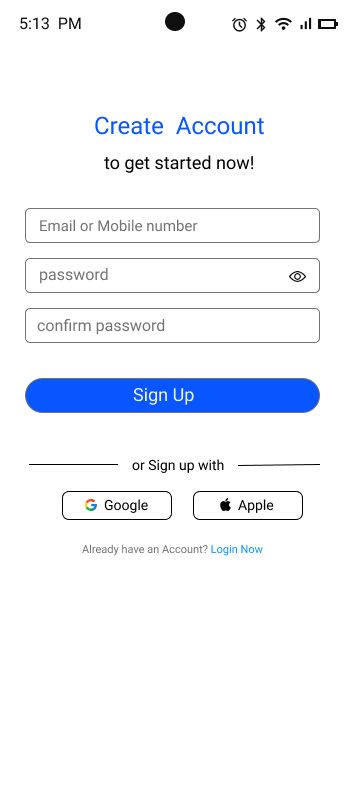 5:13 PM
Create Account
to get started now!
Email or Mobile number
password
confirm password
Sign Up
or Sign up with
Google
Apple
Already have an Account? Login Now